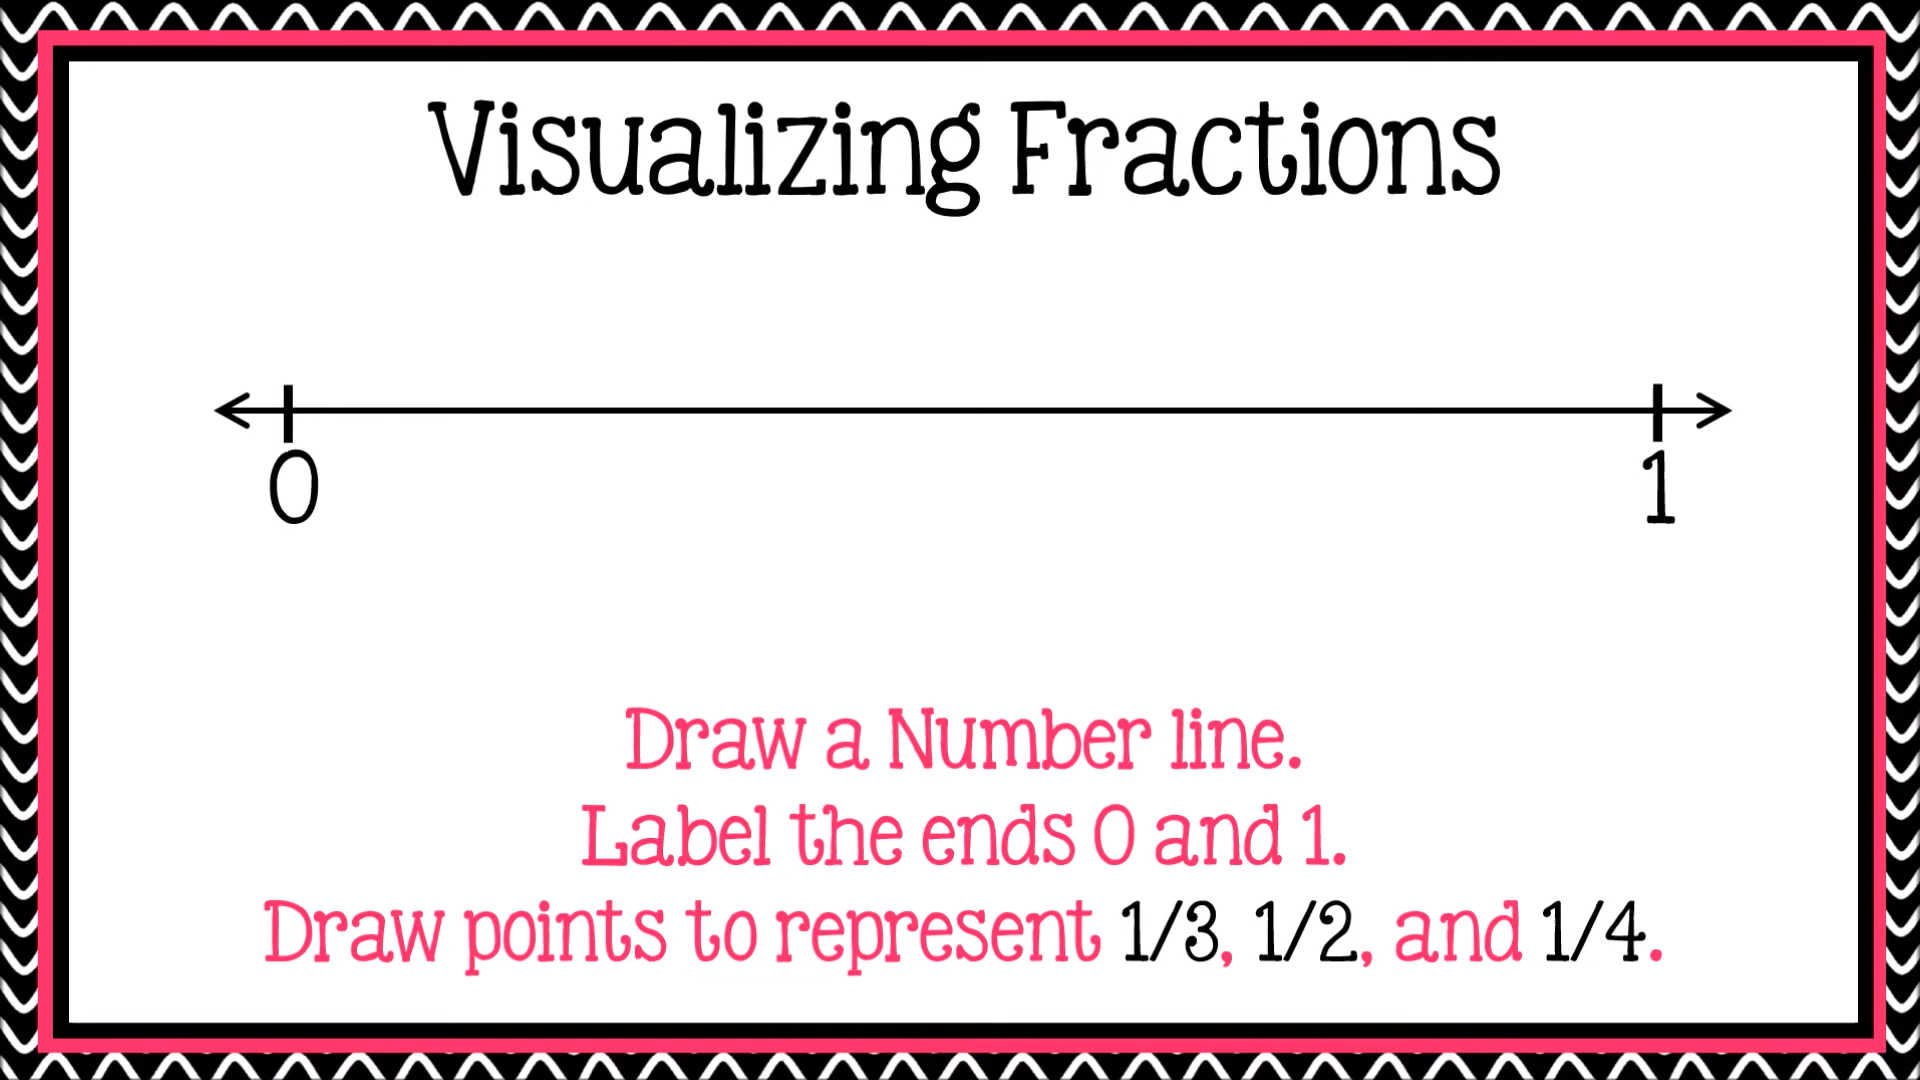 Visualizing Fractions
0 1
Draw a Number line.
Label the ends 0 and 1.
Draw points to represent 1/3, 1/2, and 1/4.